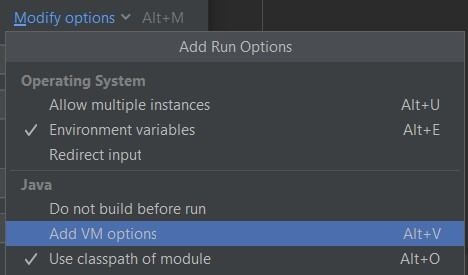 Modify options Alt+M
Add Run Options
Operating System
Allow multiple instances Alt+U
Environment variables Alt+E
Redirect input
Java
Do not build before run
Add VM options Alt+V
Use classpath of module Alt+O